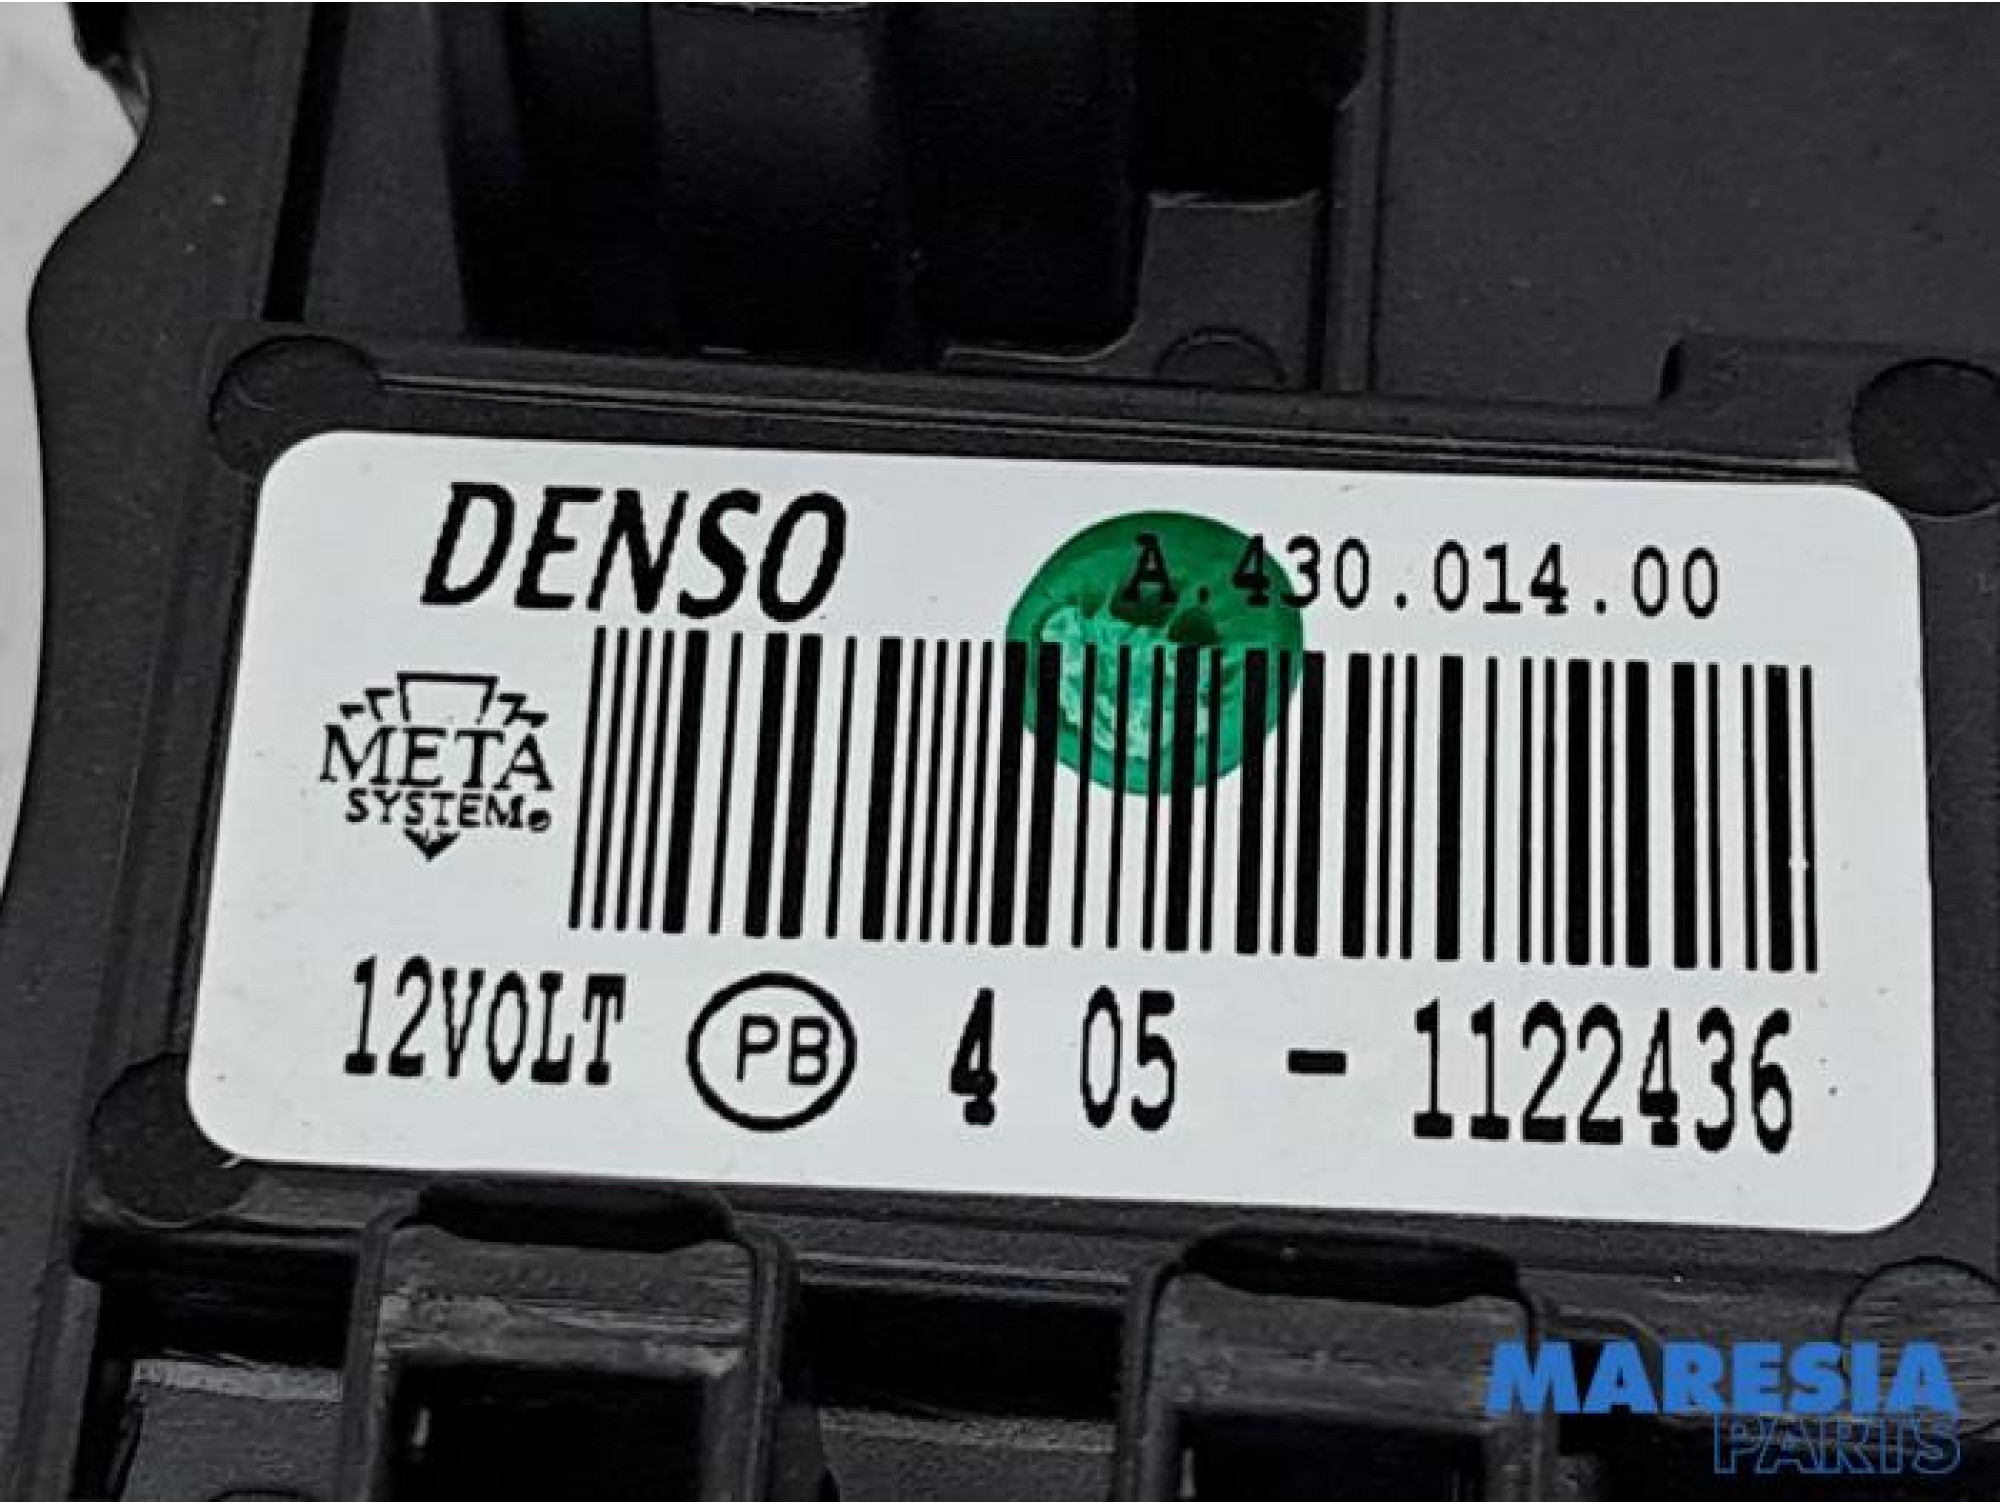 DENSO
A.430.014.00
META
SYSTEM
12VOLT PB 4 05 - 1122436
MARESIA
PARTS